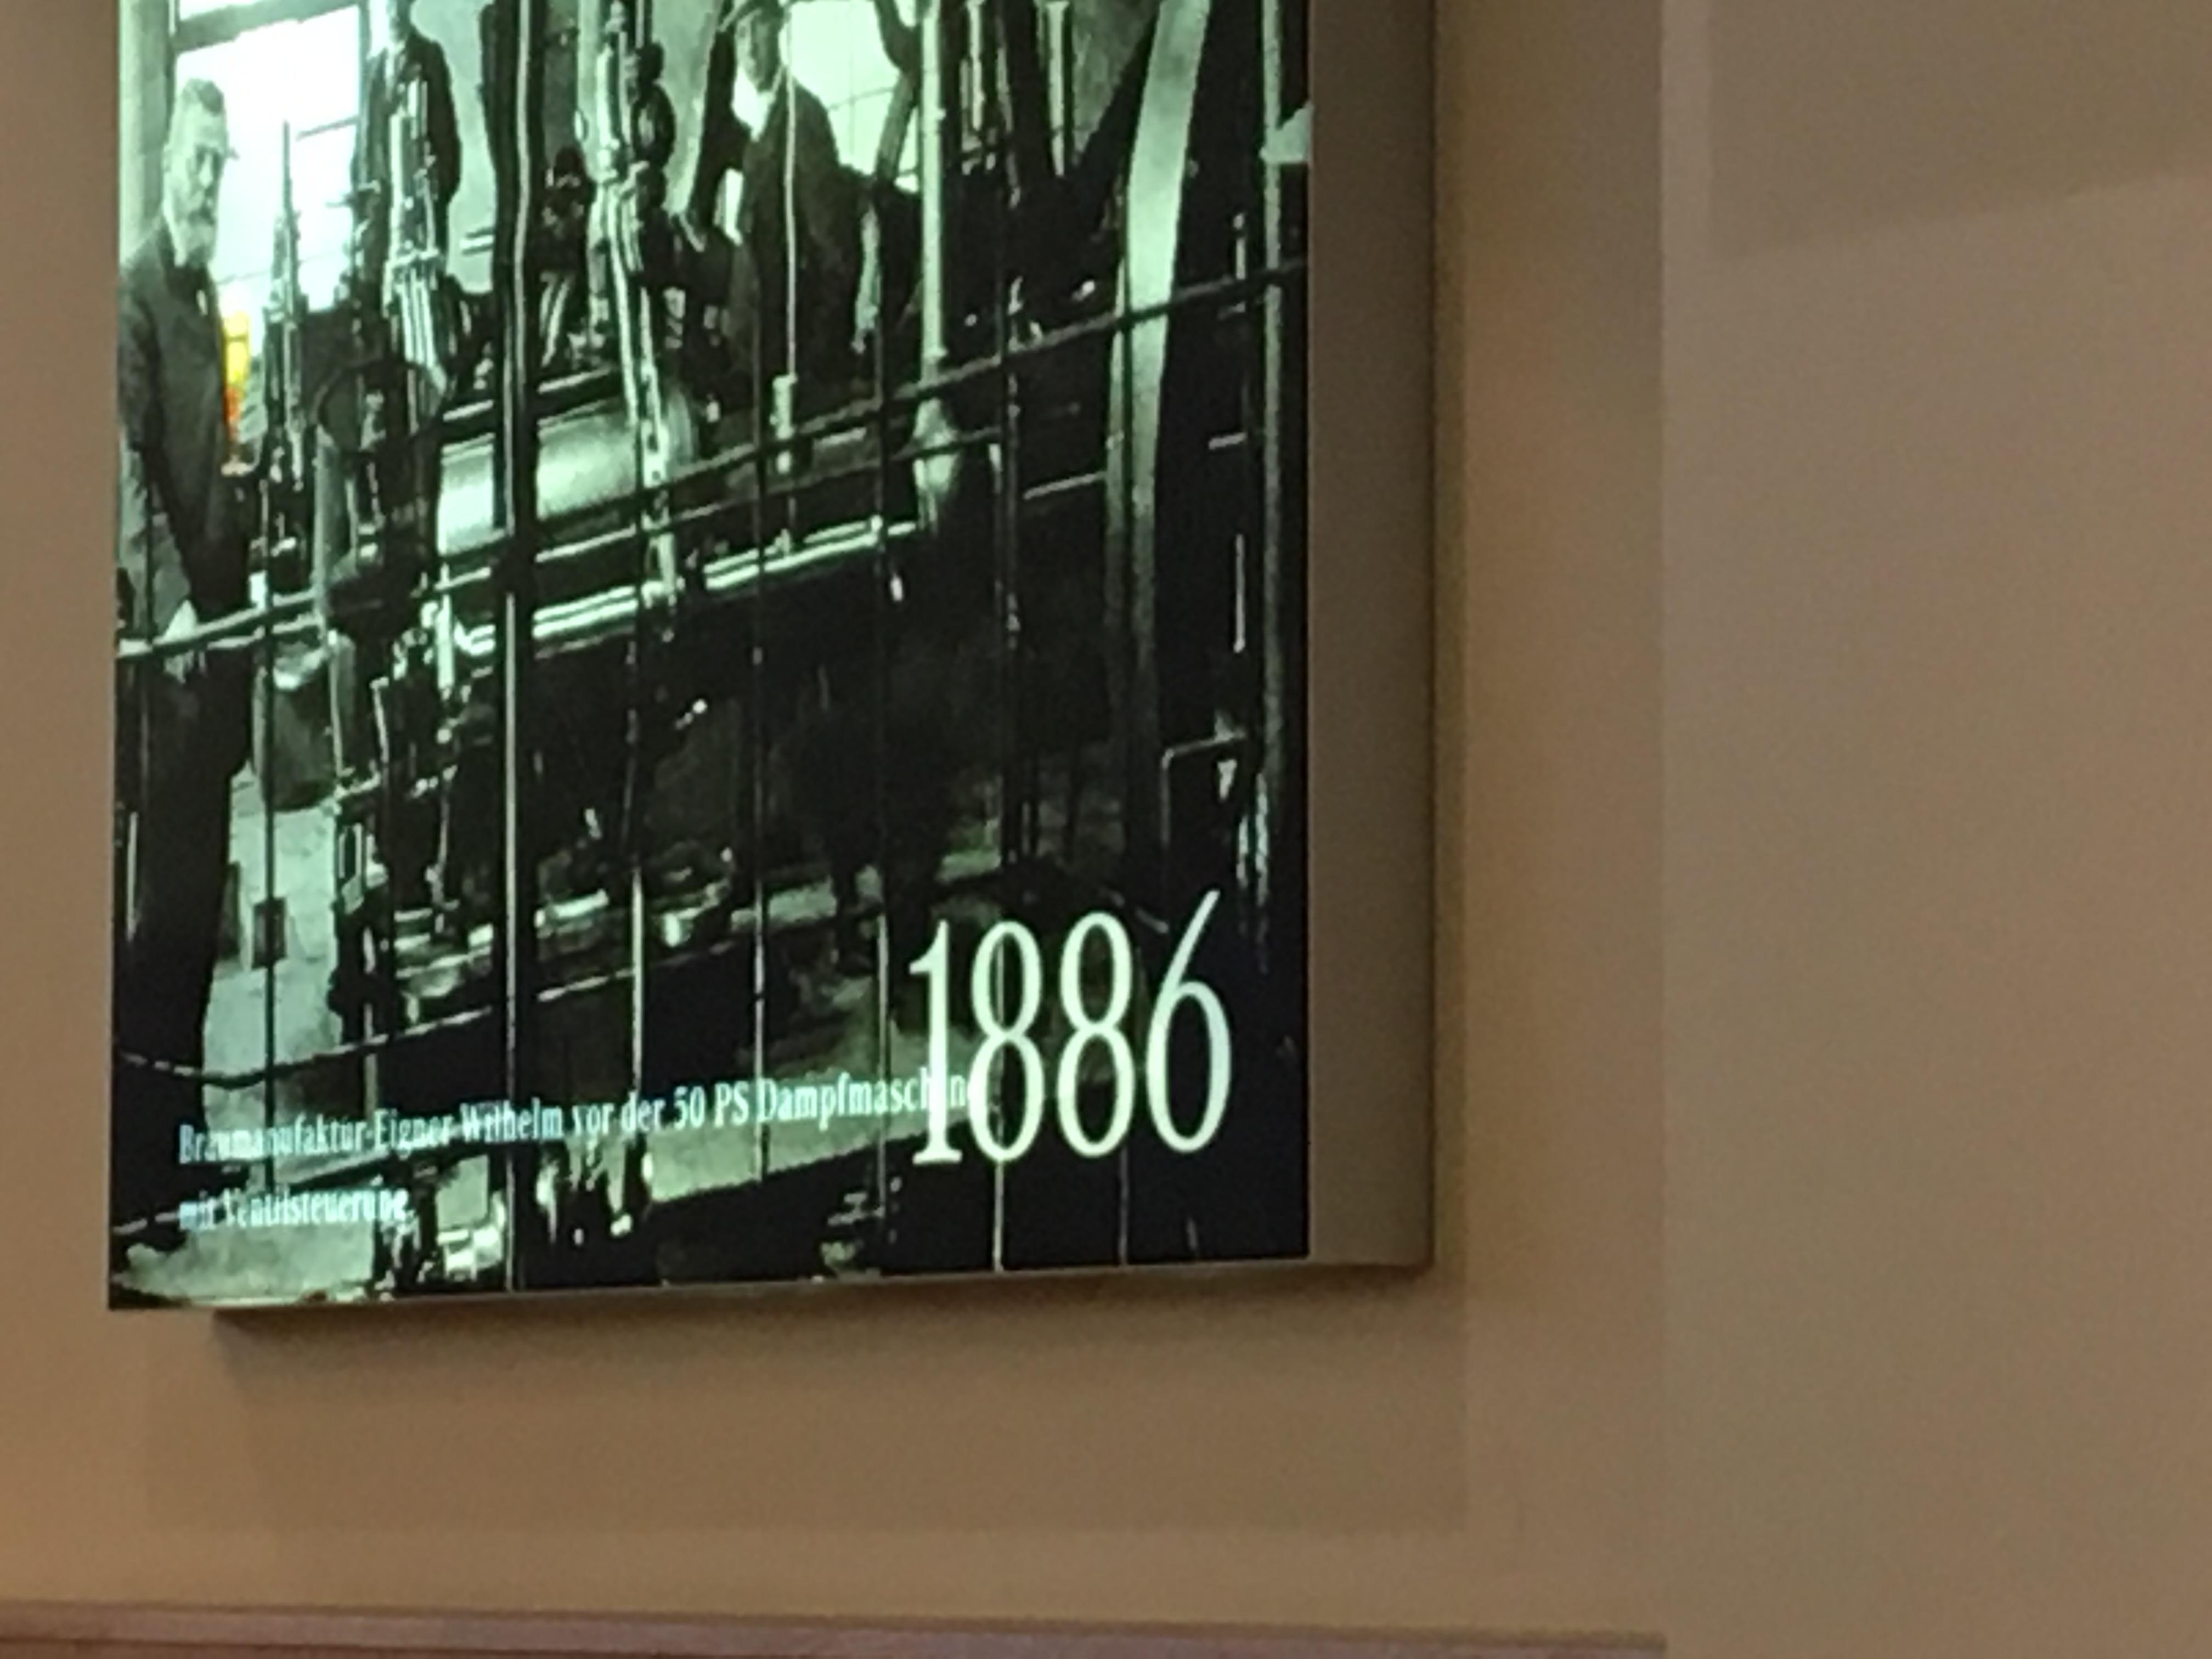 1886
Braumanufaktur-Eigner Wilhelm vor der 50 PS Dampfmaschine
mit Ventilsteuerung.